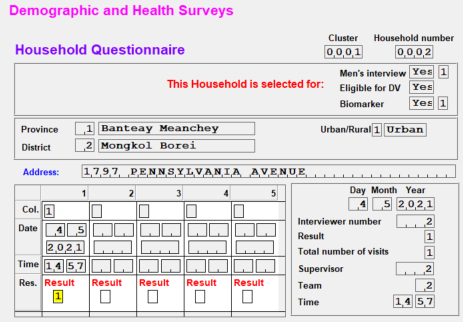 Demographic and Health Surveys
Cluster Household number
Household Questionnaire 0001 0002
This Household is selected for: Men's interview Yes 1
Eligible for DV Yes
Biomarker Yes 1
Province 1 Banteay Meanchey Urban/Rural 1 Urban
District 2 Mongkol Borei
Address: 1797 PENNSYLVANIA AVENUE
1 2 3 4 5
Col. 1
Date 4 5
2021
Time 14 57
Res. Result Result Result Result Result
1
Day Month Year
4 5 2021
Interviewer number 2
Result 1
Total number of visits 1
Supervisor 2
Team 2
Time 14 57